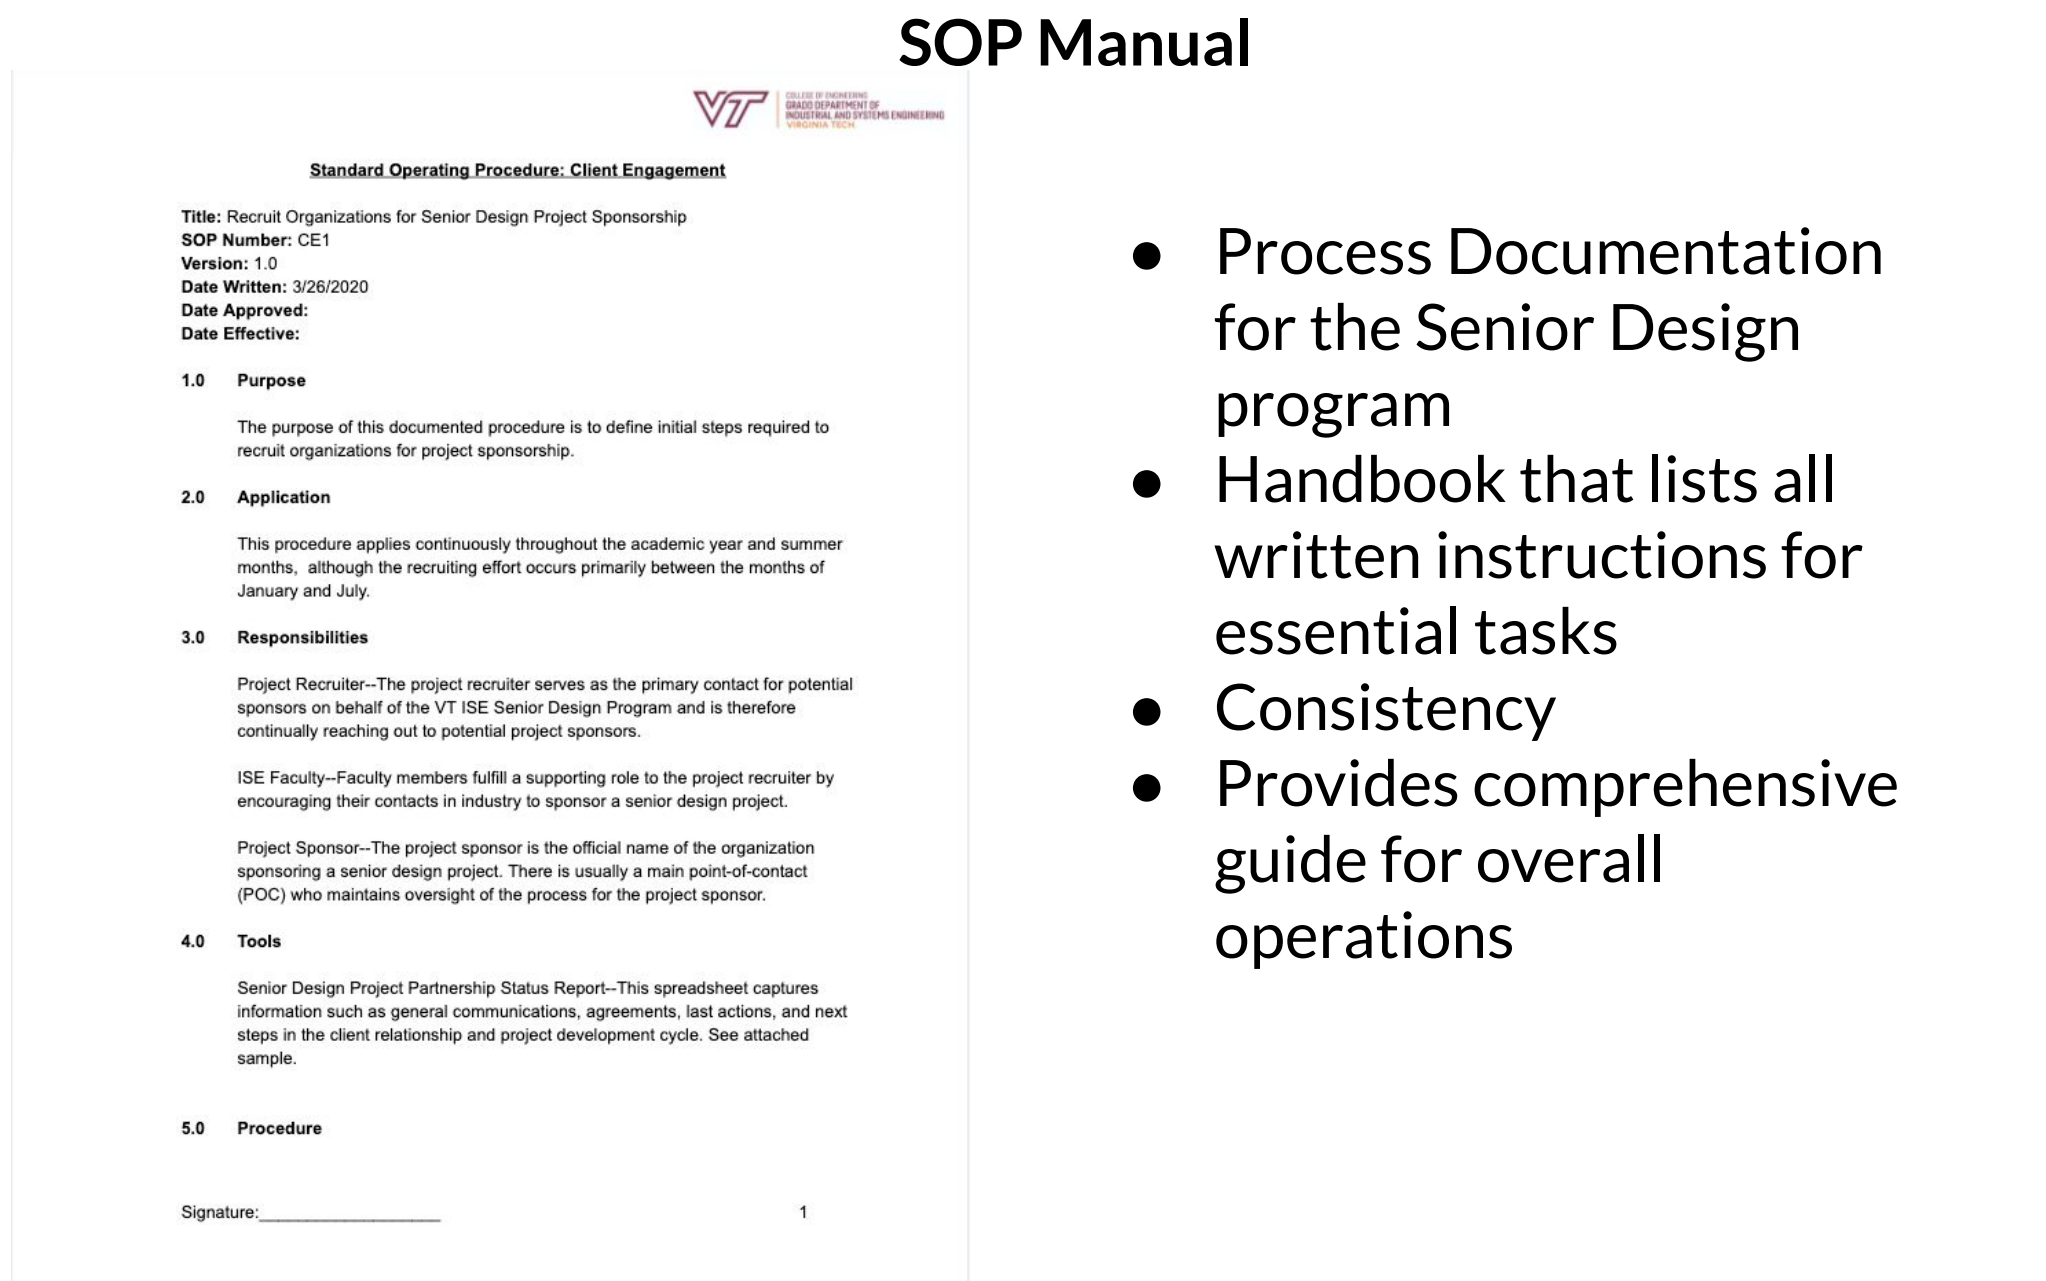 SOP Manual
VT
COLLEGE OF ENGINEERING
GRADO DEPARTMENT OF
INDUSTRIAL AND SYSTEMS ENGINEERING
VIRGINIA TECH
Standard Operating Procedure: Client Engagement
Title: Recruit Organizations for Senior Design Project Sponsorship
SOP Number: CE1
Version: 1.0
Date Written: 3/26/2020
Date Approved:
Date Effective:
1.0 Purpose
The purpose of this documented procedure is to define initial steps required to
recruit organizations for project sponsorship.
2.0 Application
This procedure applies continuously throughout the academic year and summer
months,  although the recruiting effort occurs primarily between the months of
January and July.
3.0 Responsibilities
Project Recruiter--The project recruiter serves as the primary contact for potential
sponsors on behalf of the VT ISE Senior Design Program and is therefore
continually reaching out to potential project sponsors.
ISE Faculty--Faculty members fulfill a supporting role to the project recruiter by
encouraging their contacts in industry to sponsor a senior design project.
Project Sponsor--The project sponsor is the official name of the organization
sponsoring a senior design project. There is usually a main point-of-contact
(POC) who maintains oversight of the process for the project sponsor.
4.0 Tools
Senior Design Project Partnership Status Report--This spreadsheet captures
information such as general communications, agreements, last actions, and next
steps in the client relationship and project development cycle. See attached
sample.
5.0 Procedure
Signature:____________________ 1
● Process Documentation
for the Senior Design
program
● Handbook that lists all
written instructions for
essential tasks
● Consistency
● Provides comprehensive
guide for overall
operations